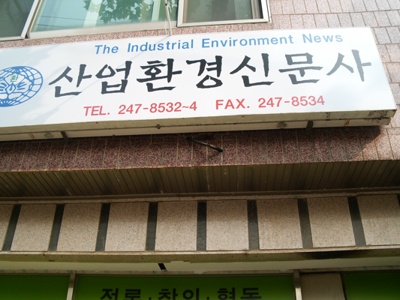 The Industrial Environment News
산업환경신문사
TEL. 247-8532~4 FAX. 247-8534